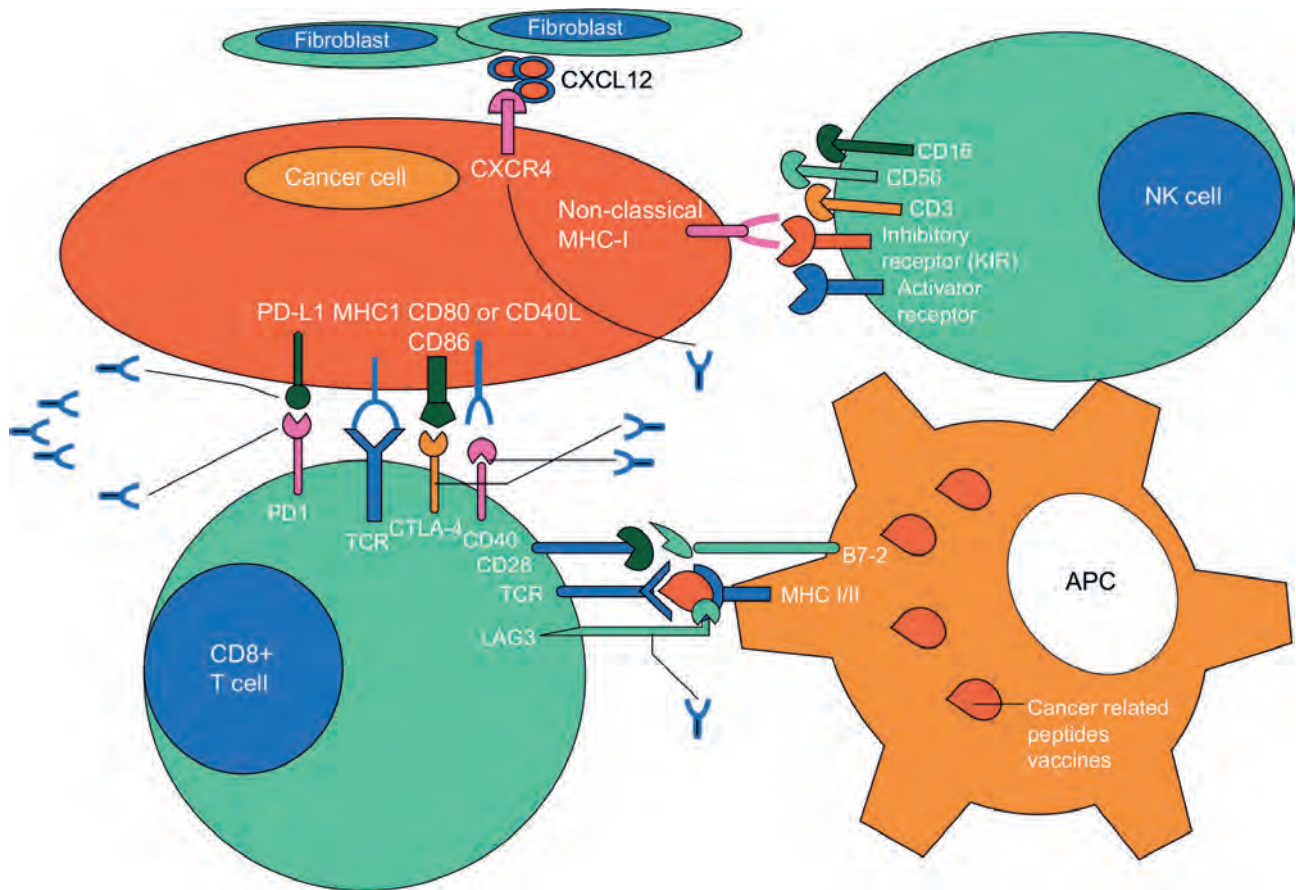 Fibroblast
Fibroblast
CXCL12
Cancer cell
CXCR4
Non-classical
MHC-I
CD16
CD56
CD3
Inhibitory
receptor (KIR)
Activator
receptor
NK cell
PD-L1 MHC1 CD80 or CD40L
CD86
PD1
TCR
CTLA-4
CD40
CD28
TCR
LAG3
B7-2
MHC I/II
APC
CD8+
T cell
Cancer related
peptides
vaccines